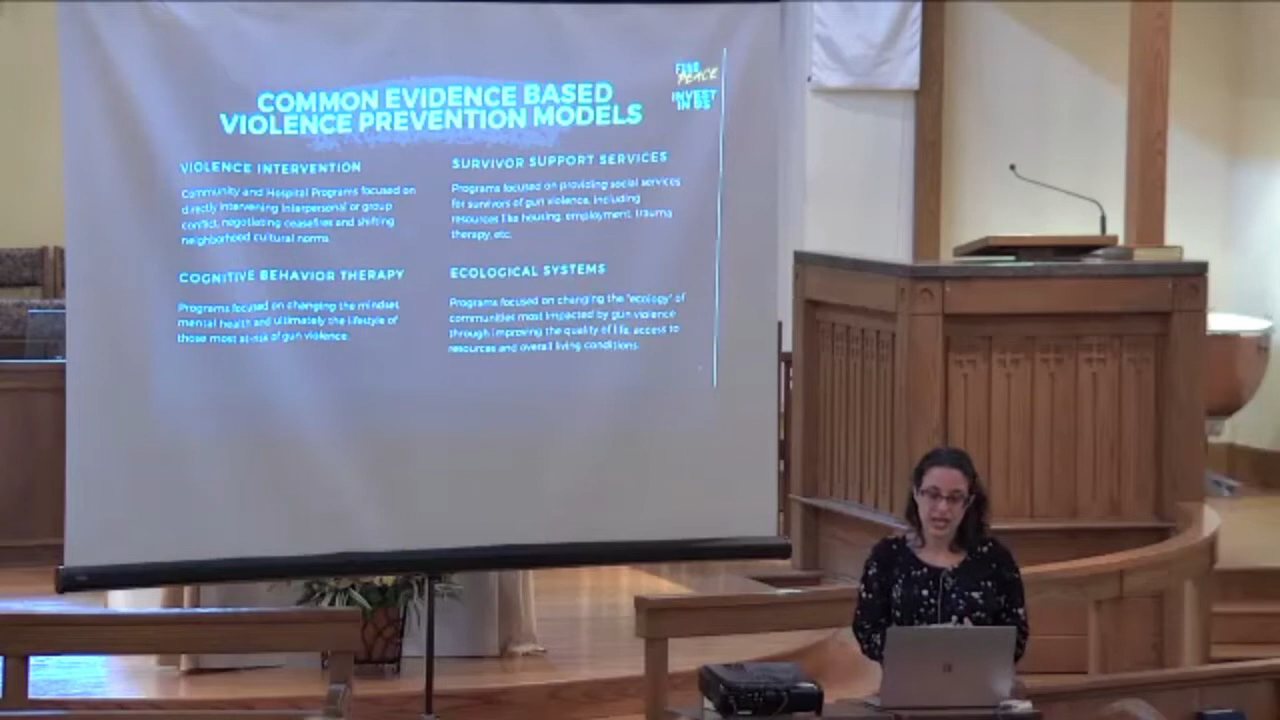 FUND
PEACE
INVEST
IN US
COMMON EVIDENCE BASED
VIOLENCE PREVENTION MODELS
VIOLENCE INTERVENTION
Community and Hospital Programs focused on
directly intervening interpersonal or group
conflict, negotiating ceasefires and shifting
neighborhood cultural norms.
SURVIVOR SUPPORT SERVICES
Programs focused on providing social services
for survivors of gun violence, including
resources like housing, employment, trauma
therapy, etc.
COGNITIVE BEHAVIOR THERAPY
Programs focused on changing the mindset,
mental health and ultimately the lifestyle of
those most at-risk of gun violence.
ECOLOGICAL SYSTEMS
Programs focused on changing the "ecology" of
communities most impacted by gun violence
through improving the quality of life, access to
resources and overall living conditions.